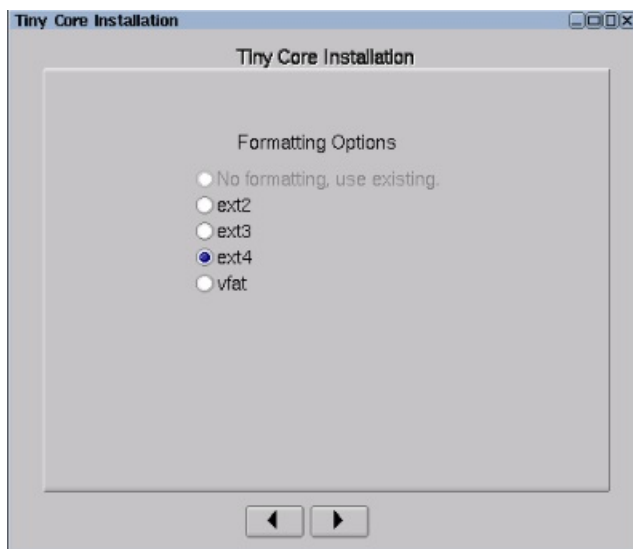 Tiny Core Installation
Tiny Core Installation
Formatting Options
No formatting, use existing.
ext2
ext3
ext4
vfat